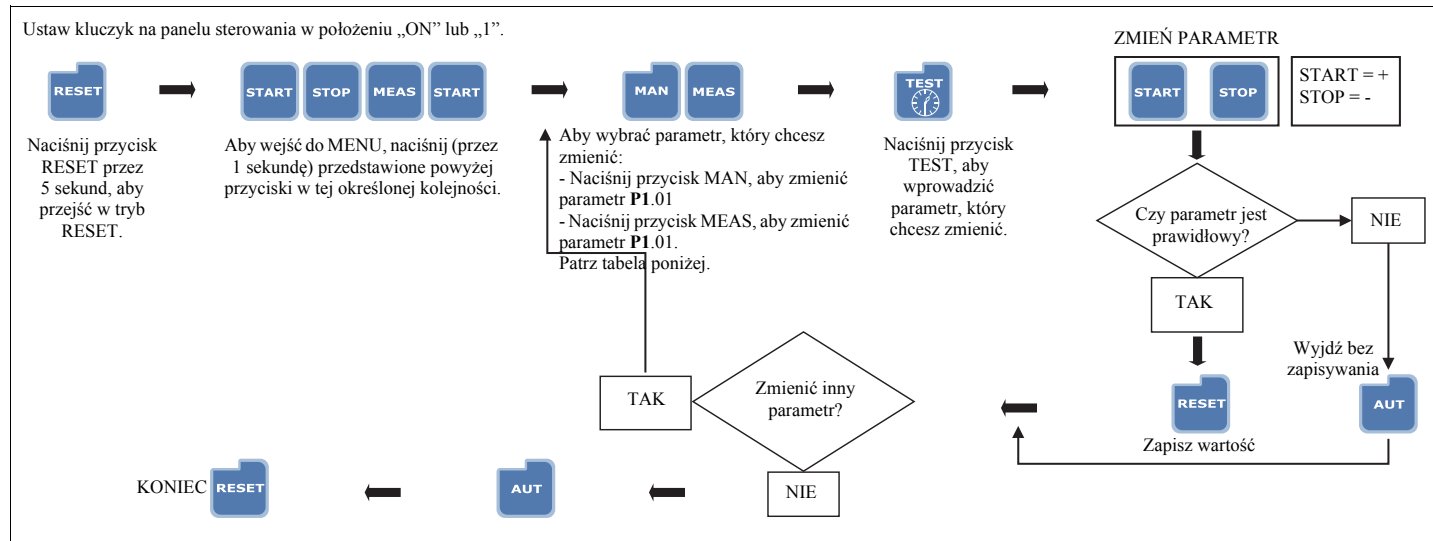 Ustaw kluczyk na panelu sterowania w położeniu „ON” lub „1”.
RESET
Naciśnij przycisk
RESET przez
5 sekund, aby
przejść w tryb
RESET.
START STOP MEAS START
Aby wejść do MENU, naciśnij (przez
1 sekundę) przedstawione powyżej
przyciski w tej określonej kolejności.
MAN MEAS
Aby wybrać parametr, który chcesz
zmienić:
- Naciśnij przycisk MAN, aby zmienić
parametr P1.01
- Naciśnij przycisk MEAS, aby zmienić
parametr P1.01.
Patrz tabela poniżej.
TEST
Naciśnij przycisk
TEST, aby
wprowadzić
parametr, który
chcesz zmienić.
ZMIEŃ PARAMETR
START STOP
START = +
STOP = -
Czy parametr jest
prawidłowy?
NIE
TAK
Wyjdź bez
zapisywania
RESET
AUT
Zapisz wartość
Zmienić inny
parametr?
TAK
NIE
AUT
KONIEC RESET